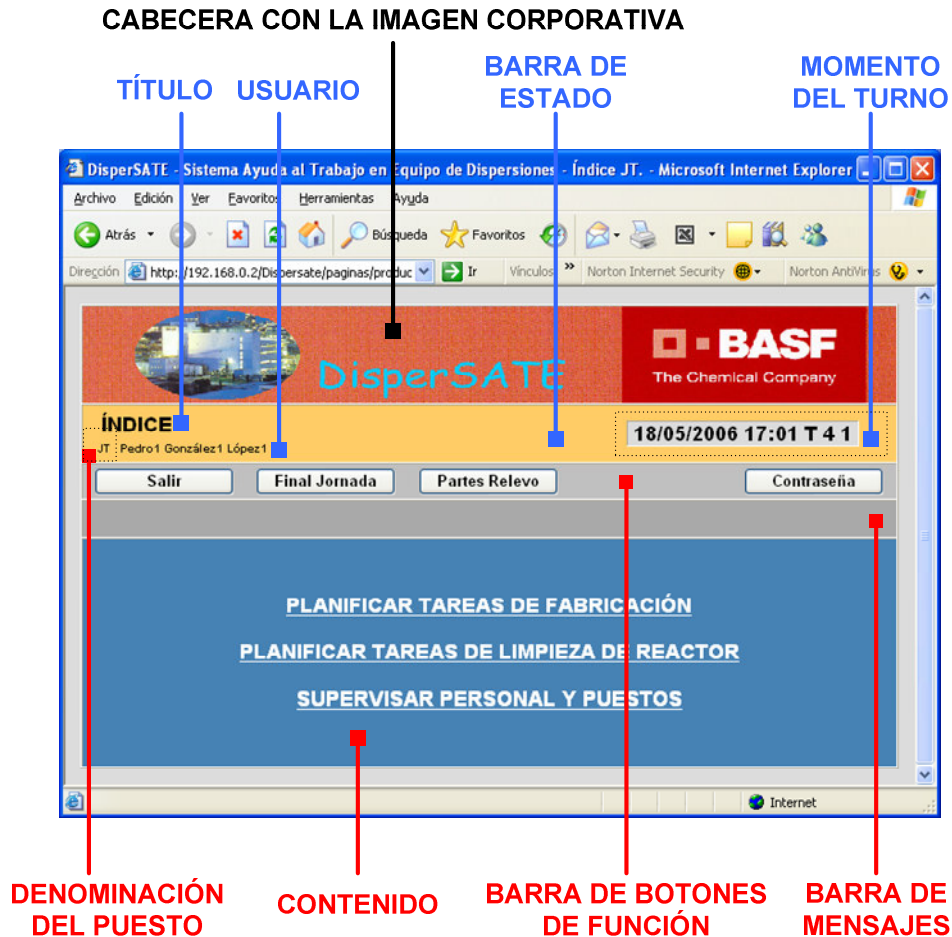 CABECERA CON LA IMAGEN CORPORATIVA
TÍTULO
USUARIO
BARRA DE
ESTADO
MOMENTO
DEL TURNO
DisperSATE - Sistema Ayuda al Trabajo en Equipo de Dispersiones - Índice JT. - Microsoft Internet Explorer
Archivo Edición Ver Favoritos Herramientas Ayuda
Atrás Búsqueda Favoritos
Dirección http://192.168.0.2/Dispersate/paginas/produc Ir Vínculos » Norton Internet Security Norton AntiVirus
DisperSATE
BASF
The Chemical Company
ÍNDICE
JT Pedro1 González1 López1
18/05/2006 17:01 T 4 1
Salir Final Jornada Partes Relevo Contraseña
PLANIFICAR TAREAS DE FABRICACIÓN
PLANIFICAR TAREAS DE LIMPIEZA DE REACTOR
SUPERVISAR PERSONAL Y PUESTOS
Internet
DENOMINACIÓN
DEL PUESTO
CONTENIDO
BARRA DE BOTONES
DE FUNCIÓN
BARRA DE
MENSAJES